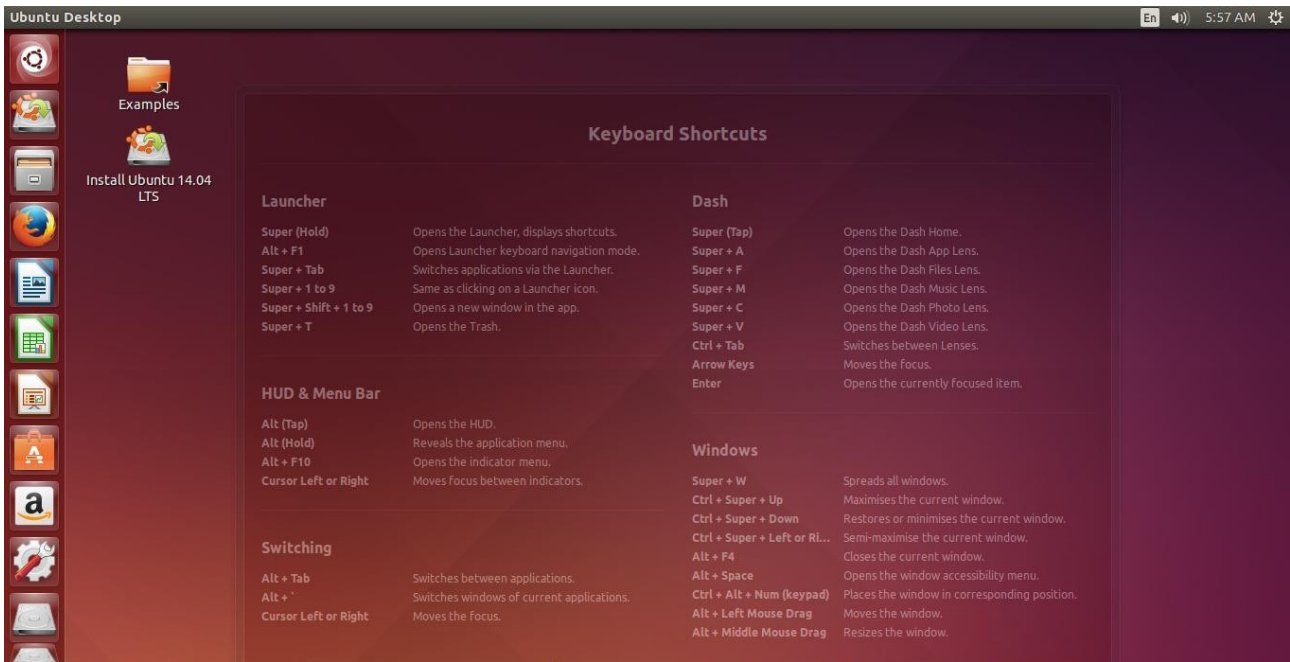 Ubuntu Desktop
En
5:57 AM
Examples
Install Ubuntu 14.04
LTS
Keyboard Shortcuts
Launcher
Super (Hold) Opens the Launcher, displays shortcuts.
Alt + F1 Opens Launcher keyboard navigation mode.
Super + Tab Switches applications via the Launcher.
Super + 1 to 9 Same as clicking on a Launcher icon.
Super + Shift + 1 to 9 Opens a new window in the app.
Super + T Opens the Trash.
HUD & Menu Bar
Alt (Tap) Opens the HUD.
Alt (Hold) Reveals the application menu.
Alt + F10 Opens the indicator menu.
Cursor Left or Right Moves focus between indicators.
Switching
Alt + Tab Switches between applications.
Alt + ` Switches windows of current applications.
Cursor Left or Right Moves the focus.
Dash
Super (Tap) Opens the Dash Home.
Super + A Opens the Dash App Lens.
Super + F Opens the Dash Files Lens.
Super + M Opens the Dash Music Lens.
Super + C Opens the Dash Photo Lens.
Super + V Opens the Dash Video Lens.
Ctrl + Tab Switches between Lenses.
Arrow Keys Moves the focus.
Enter Opens the currently focused item.
Windows
Super + W Spreads all windows.
Ctrl + Super + Up Maximises the current window.
Ctrl + Super + Down Restores or minimises the current window.
Ctrl + Super + Left or Ri... Semi-maximise the current window.
Alt + F4 Closes the current window.
Alt + Space Opens the window accessibility menu.
Ctrl + Alt + Num (keypad) Places the window in corresponding position.
Alt + Left Mouse Drag Moves the window.
Alt + Middle Mouse Drag Resizes the window.
A
a